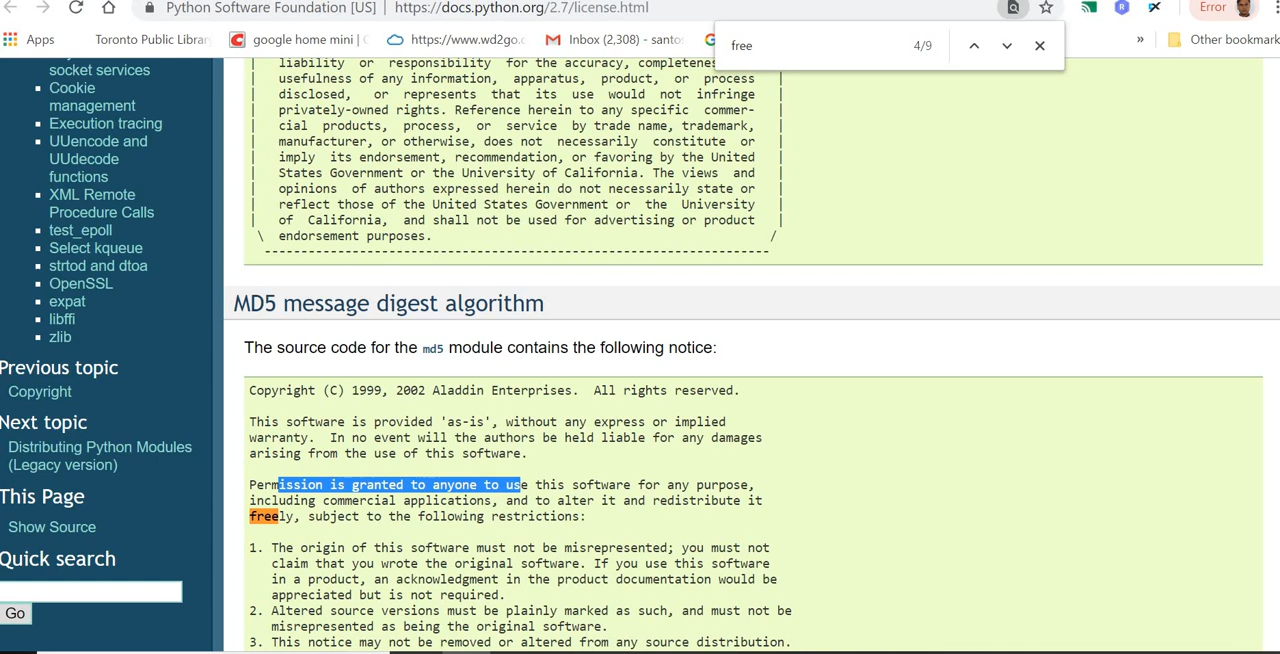 Python Software Foundation [US] | https://docs.python.org/2.7/license.html
Error
Apps Toronto Public Librar google home mini | https://www.wd2go. Inbox (2,308) - santo » Other bookmark
free 4/9
socket services
Cookie
management
Execution tracing
UUencode and
UUdecode
functions
XML Remote
Procedure Calls
test_epoll
Select kqueue
strtod and dtoa
OpenSSL
expat
libffi
zlib
Previous topic
Copyright
Next topic
Distributing Python Modules
(Legacy version)
This Page
Show Source
Quick search
Go
| liability or responsibility for the accuracy, completenes
| usefulness of any information, apparatus, product, or process |
| disclosed, or represents that its use would not infringe |
| privately-owned rights. Reference herein to any specific commer- |
| cial products, process, or service by trade name, trademark, |
| manufacturer, or otherwise, does not necessarily constitute or |
| imply its endorsement, recommendation, or favoring by the United |
| States Government or the University of California. The views and |
| opinions of authors expressed herein do not necessarily state or |
| reflect those of the United States Government or the University |
| of California, and shall not be used for advertising or product |
\ endorsement purposes. /
---------------------------------------------------------------------
MD5 message digest algorithm
The source code for the md5 module contains the following notice:
Copyright (C) 1999, 2002 Aladdin Enterprises. All rights reserved.
This software is provided 'as-is', without any express or implied
warranty. In no event will the authors be held liable for any damages
arising from the use of this software.
Permission is granted to anyone to use this software for any purpose,
including commercial applications, and to alter it and redistribute it
freely, subject to the following restrictions:
1. The origin of this software must not be misrepresented; you must not
claim that you wrote the original software. If you use this software
in a product, an acknowledgment in the product documentation would be
appreciated but is not required.
2. Altered source versions must be plainly marked as such, and must not be
misrepresented as being the original software.
3. This notice may not be removed or altered from any source distribution.